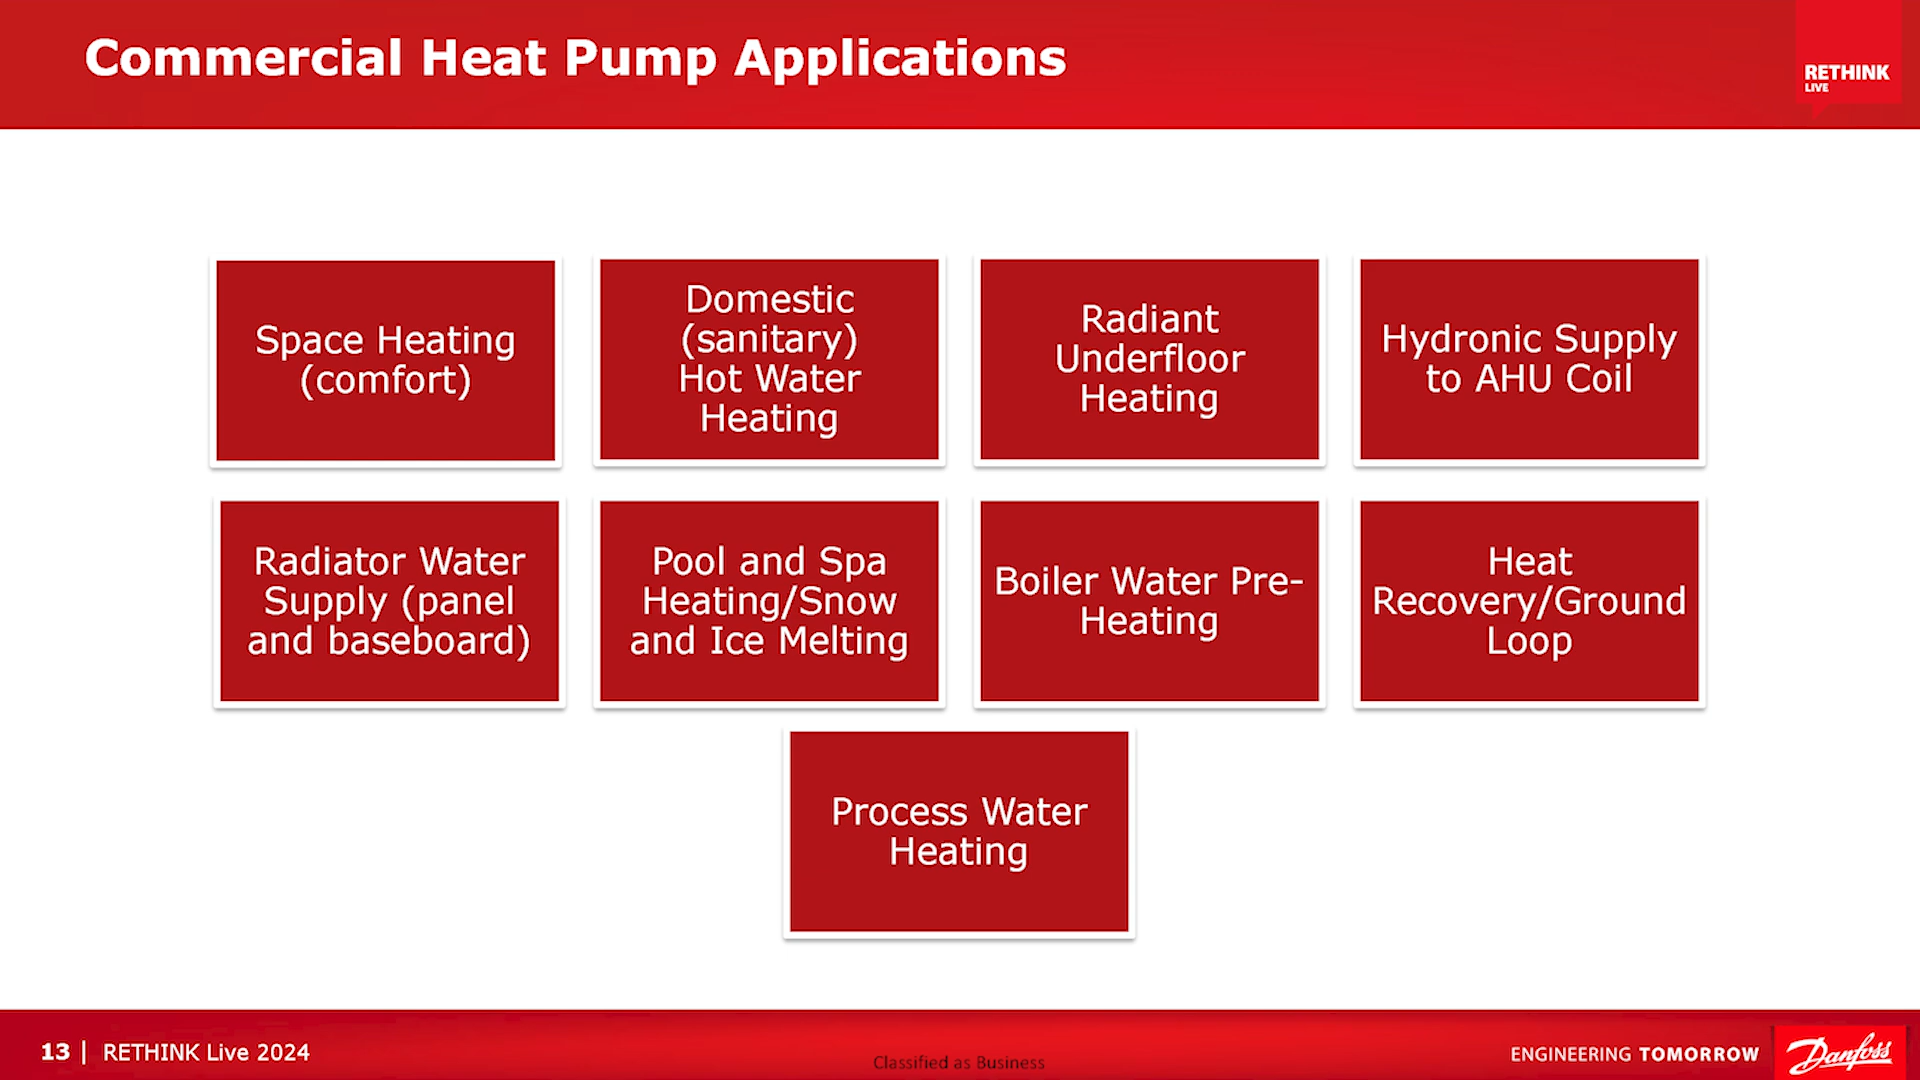 Commercial Heat Pump Applications
RETHINK
LIVE
Space Heating
(comfort)
Domestic
(sanitary)
Hot Water
Heating
Radiant
Underfloor
Heating
Hydronic Supply
to AHU Coil
Radiator Water
Supply (panel
and baseboard)
Pool and Spa
Heating/Snow
and Ice Melting
Boiler Water Pre-
Heating
Heat
Recovery/Ground
Loop
Process Water
Heating
13 | RETHINK Live 2024
Classified as Business
ENGINEERING TOMORROW
Danfoss